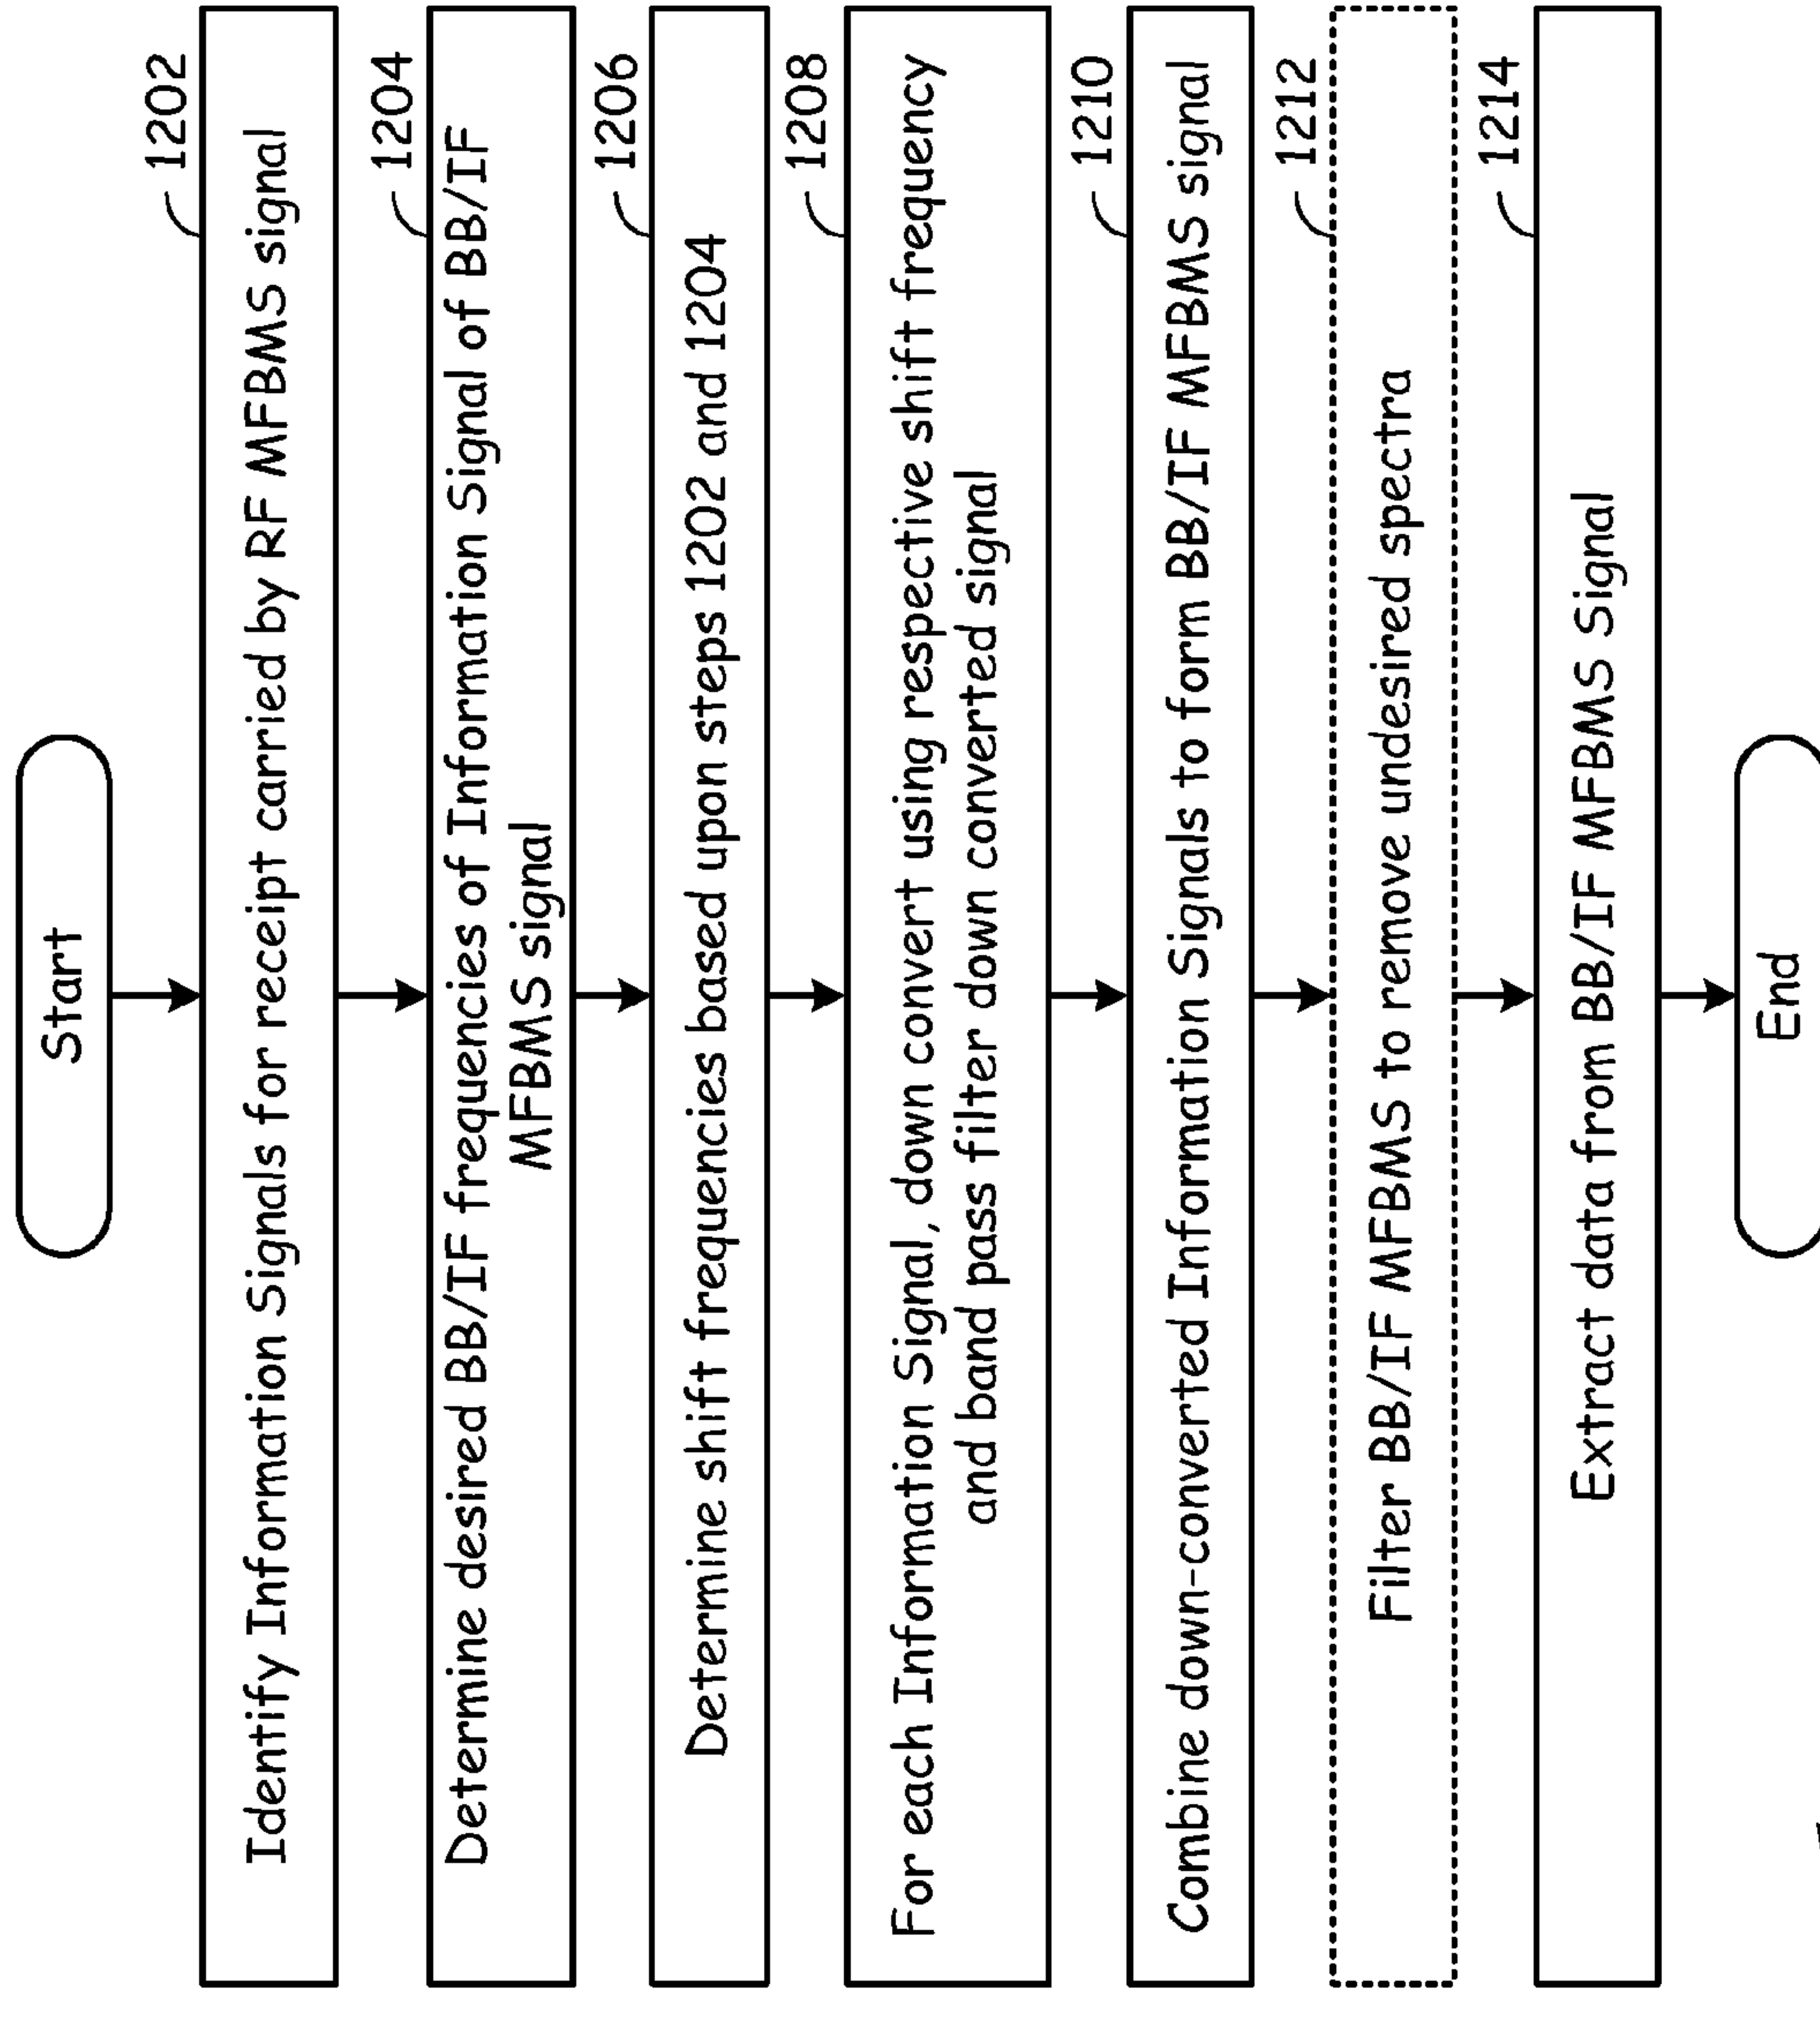 Start
1202
Identify Information Signals for receipt carried by RF MFBMS signal
1204
Determine desired BB/IF frequencies of Information Signal of BB/IF
MFBMS signal
1206
Determine shift frequencies based upon steps 1202 and 1204
1208
For each Information Signal, down convert using respective shift frequency
and band pass filter down converted signal
1210
Combine down-converted Information Signals to form BB/IF MFBMS signal
1212
Filter BB/IF MFBMS to remove undesired spectra
1214
Extract data from BB/IF MFBMS Signal
End